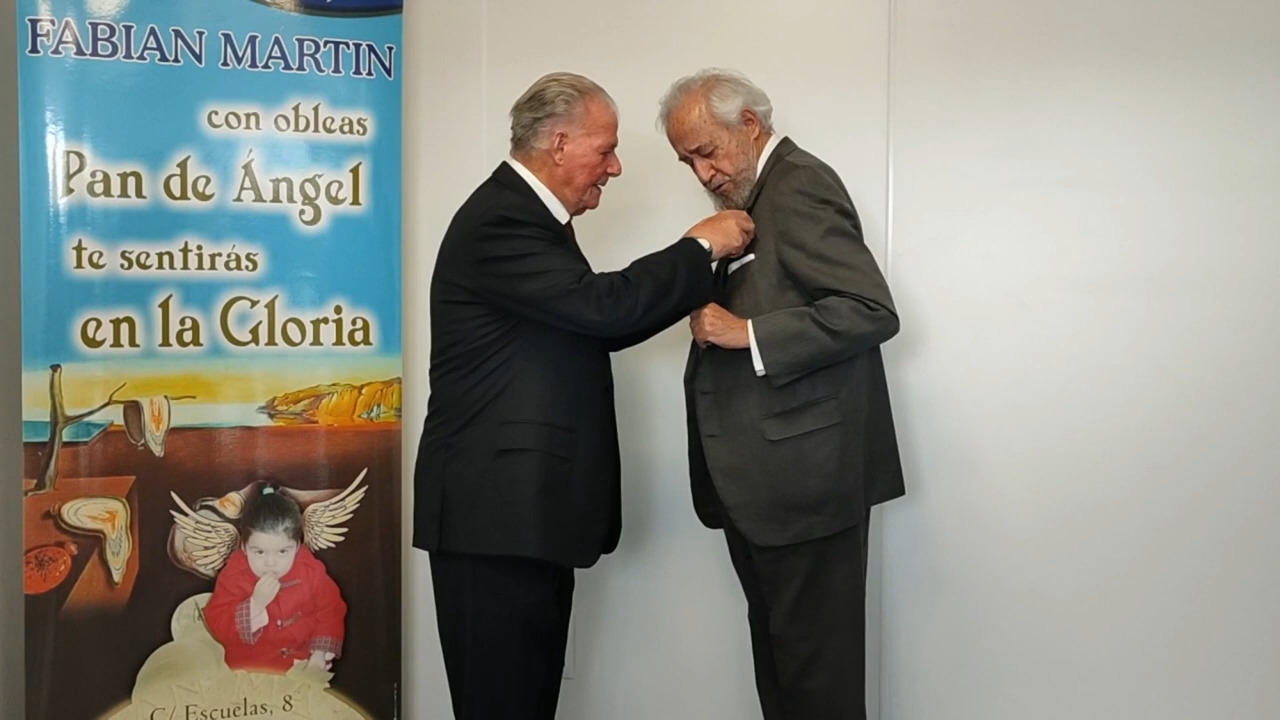 FABIAN MARTIN
con obleas
Pan de Ángel
te sentirás
en la Gloria
C/ Escuelas, 8